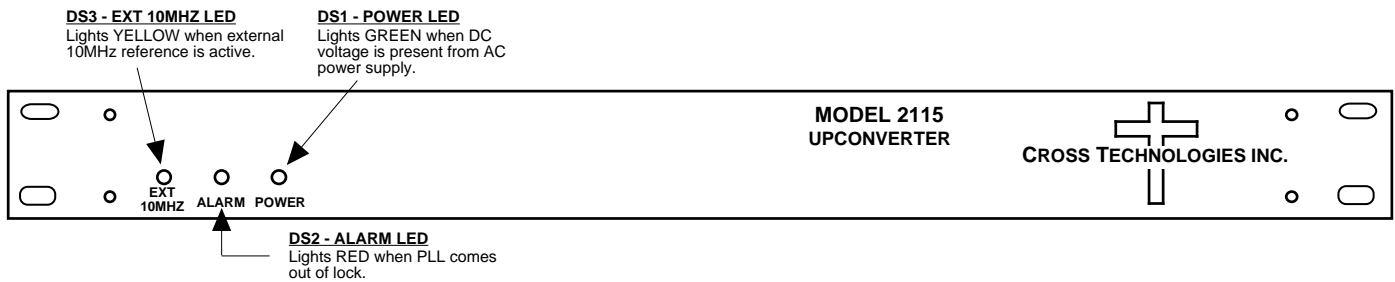 DS3 - EXT 10MHZ LED
Lights YELLOW when external
10MHz reference is active.
DS1 - POWER LED
Lights GREEN when DC
voltage is present from AC
power supply.
MODEL 2115
UPCONVERTER
CROSS TECHNOLOGIES INC.
EXT
10MHZ
ALARM
POWER
DS2 - ALARM LED
Lights RED when PLL comes
out of lock.